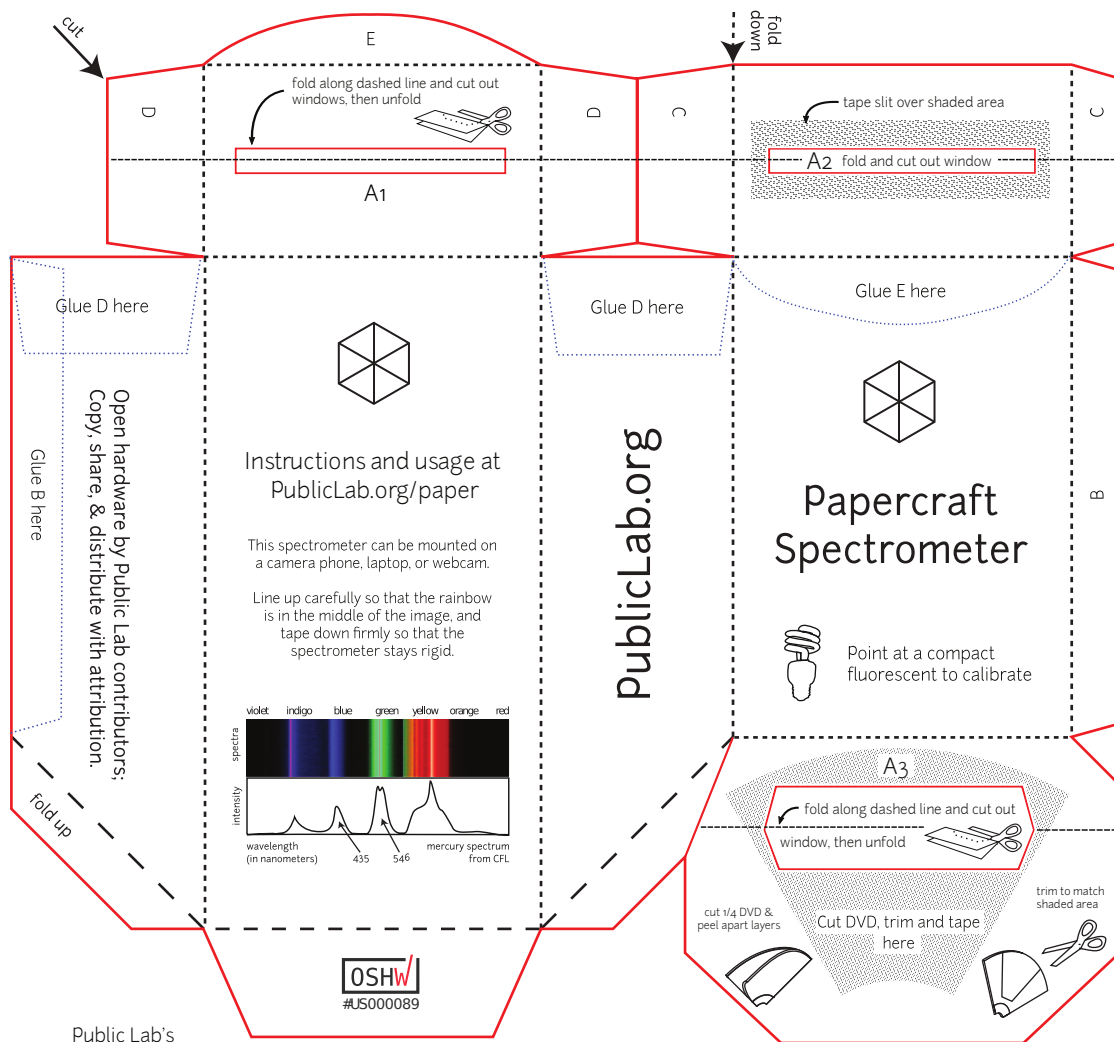 cut
fold
down
E
fold along dashed line and cut out
windows, then unfold
D
D
C
tape slit over shaded area
C
A2 fold and cut out window
A1
Glue D here
Glue D here
Glue E here
Glue B here
Open hardware by Public Lab contributors;
Copy, share, & distribute with attribution.
Instructions and usage at
PublicLab.org/paper
This spectrometer can be mounted on
a camera phone, laptop, or webcam.
Line up carefully so that the rainbow
is in the middle of the image, and
tape down firmly so that the
spectrometer stays rigid.
PublicLab.org
Papercraft
Spectrometer
B
Point at a compact
fluorescent to calibrate
violet indigo blue green yellow orange red
spectra
intensity
wavelength
(in nanometers)
435
546
mercury spectrum
from CFL
fold up
A3
fold along dashed line and cut out
window, then unfold
cut 1/4 DVD &
peel apart layers
Cut DVD, trim and tape
here
trim to match
shaded area
OSHW
#US000089
Public Lab's